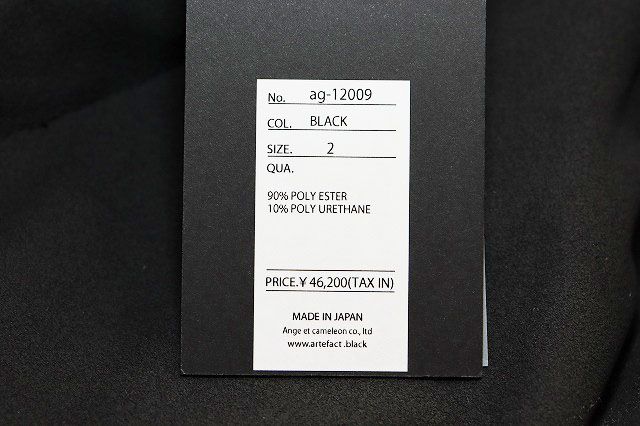 No. ag-12009
COL. BLACK
SIZE. 2
QUA.
90% POLY ESTER
10% POLY URETHANE
PRICE.¥ 46,200(TAX IN)
MADE IN JAPAN
Ange et cameleon co., ltd
www.artefact .black